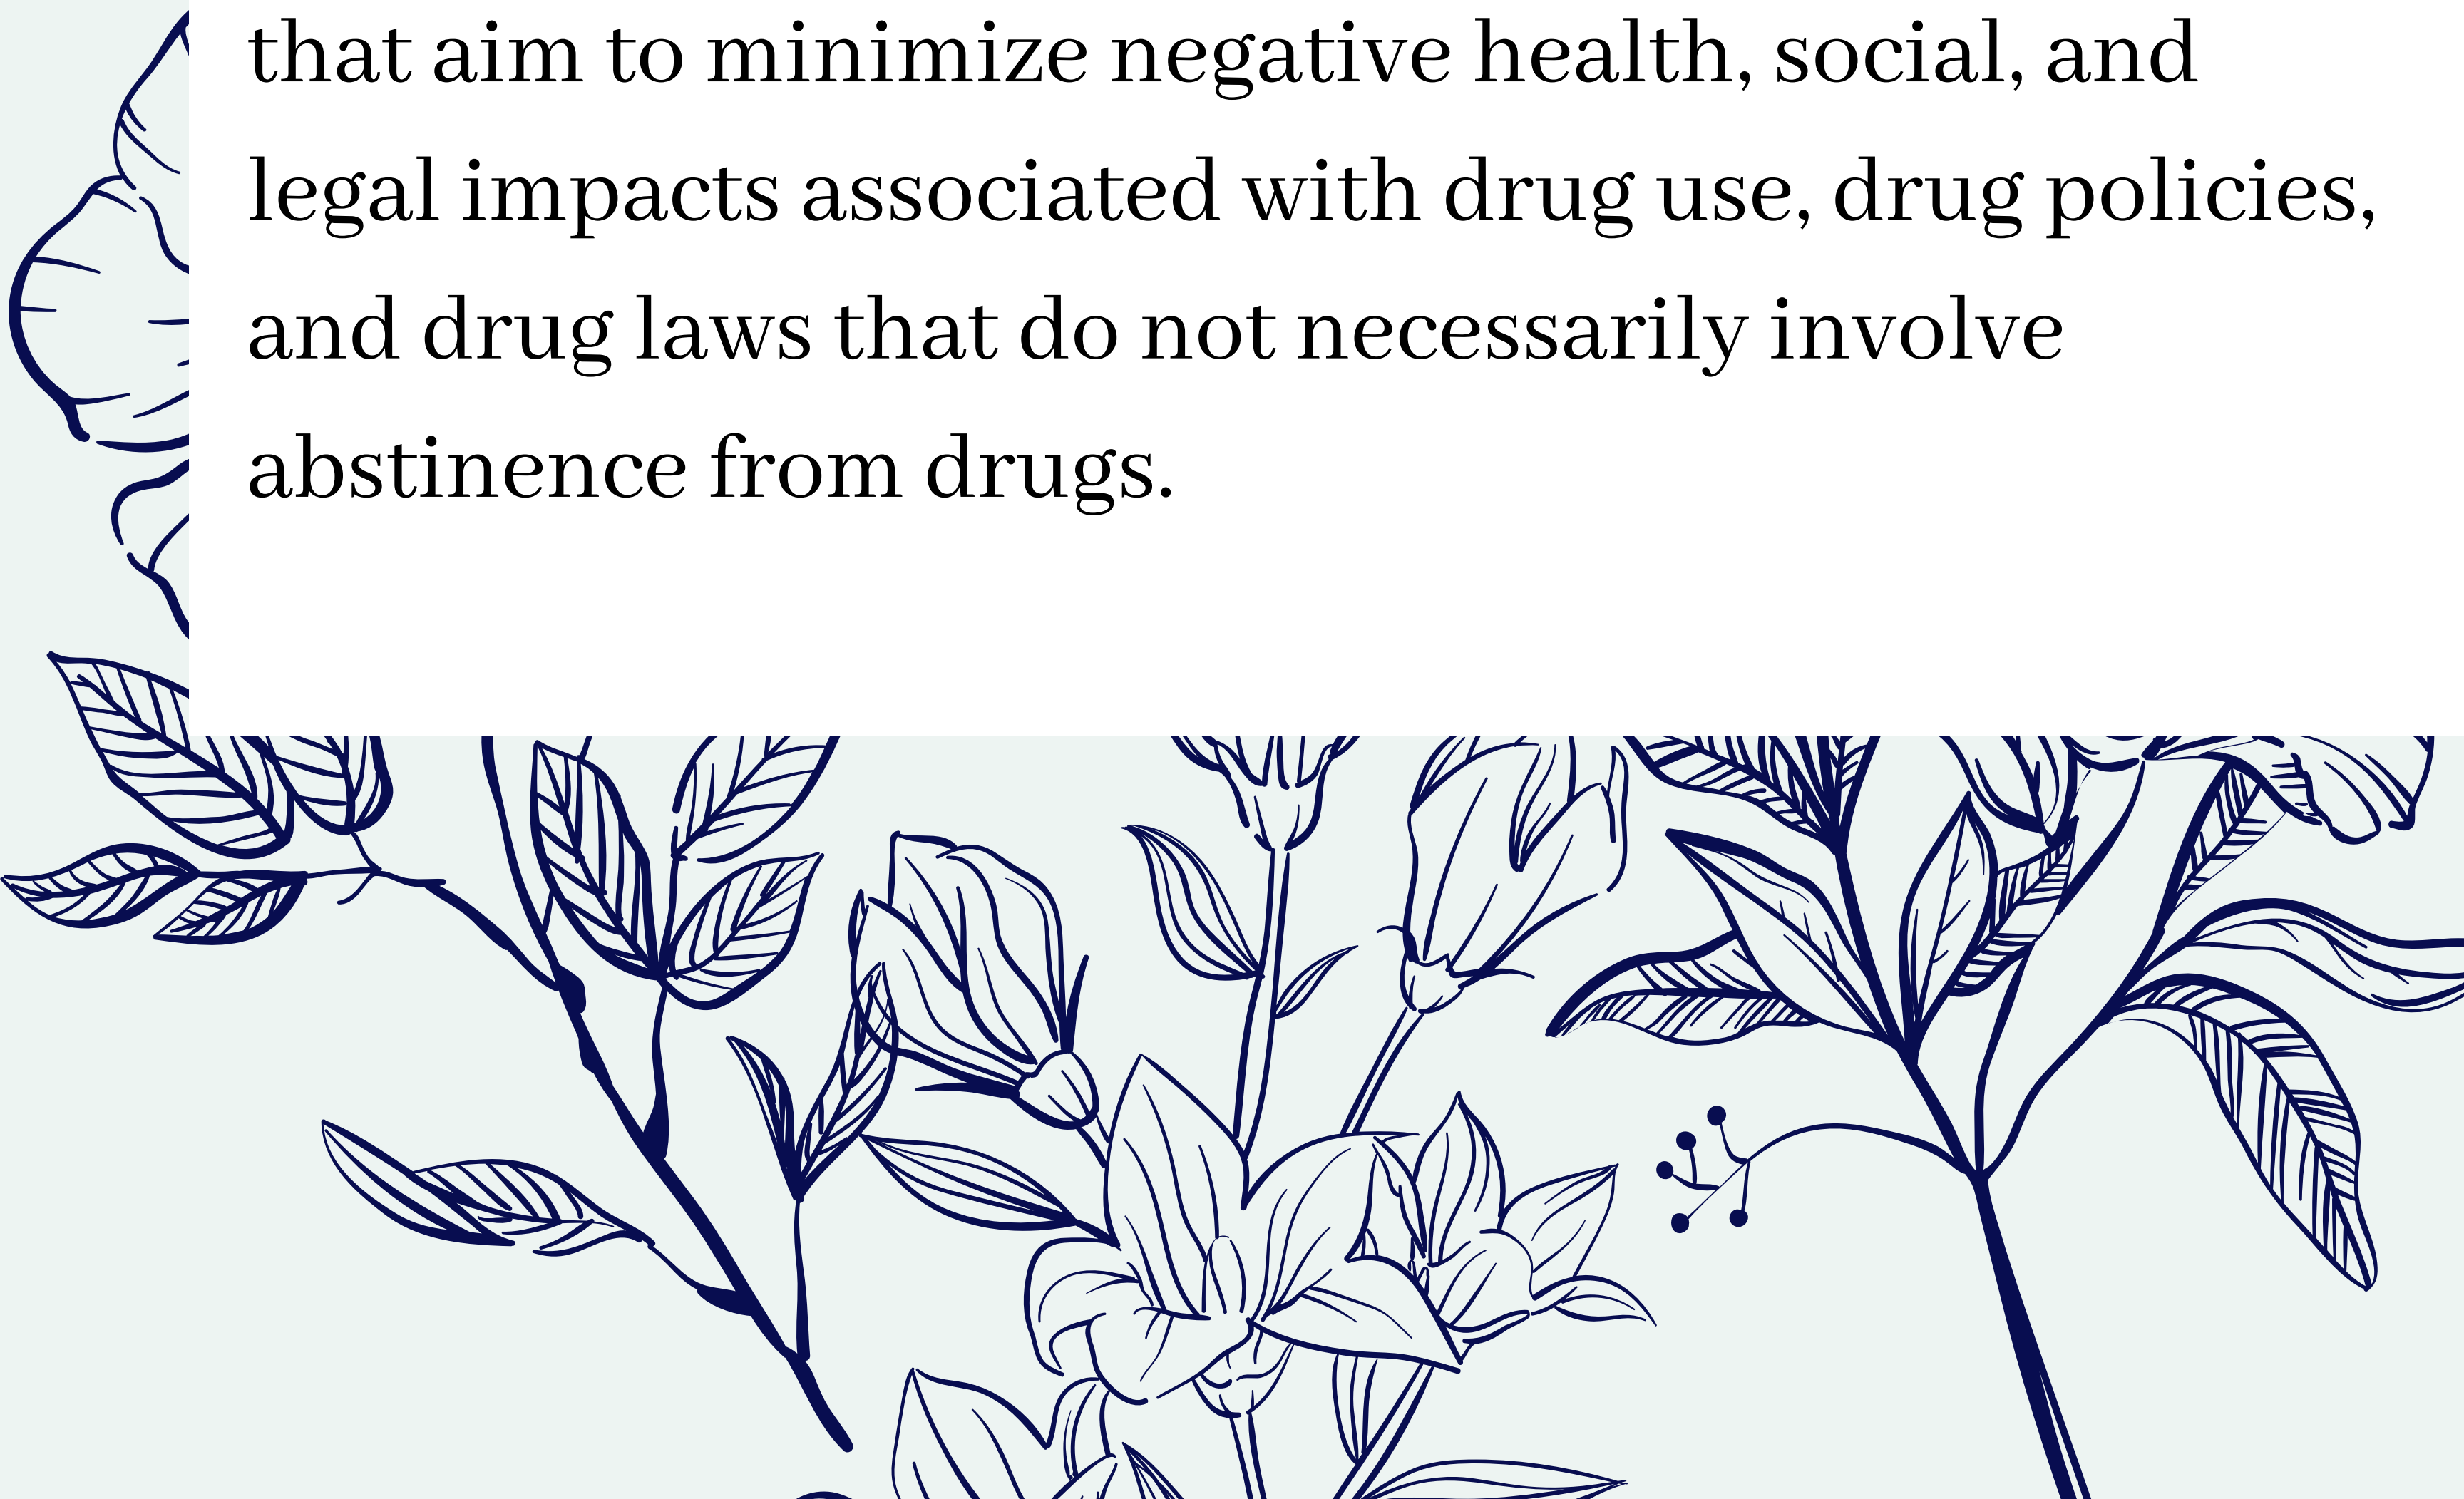 that aim to minimize negative health, social, and
legal impacts associated with drug use, drug policies,
and drug laws that do not necessarily involve
abstinence from drugs.